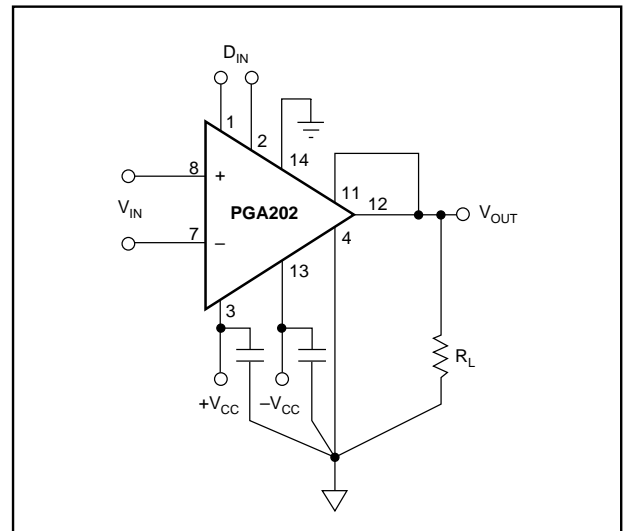 D_IN
1
2
14
8
+
11
12
PGA202
V_IN
V_OUT
4
7
–
13
3
R_L
+V_CC
–V_CC